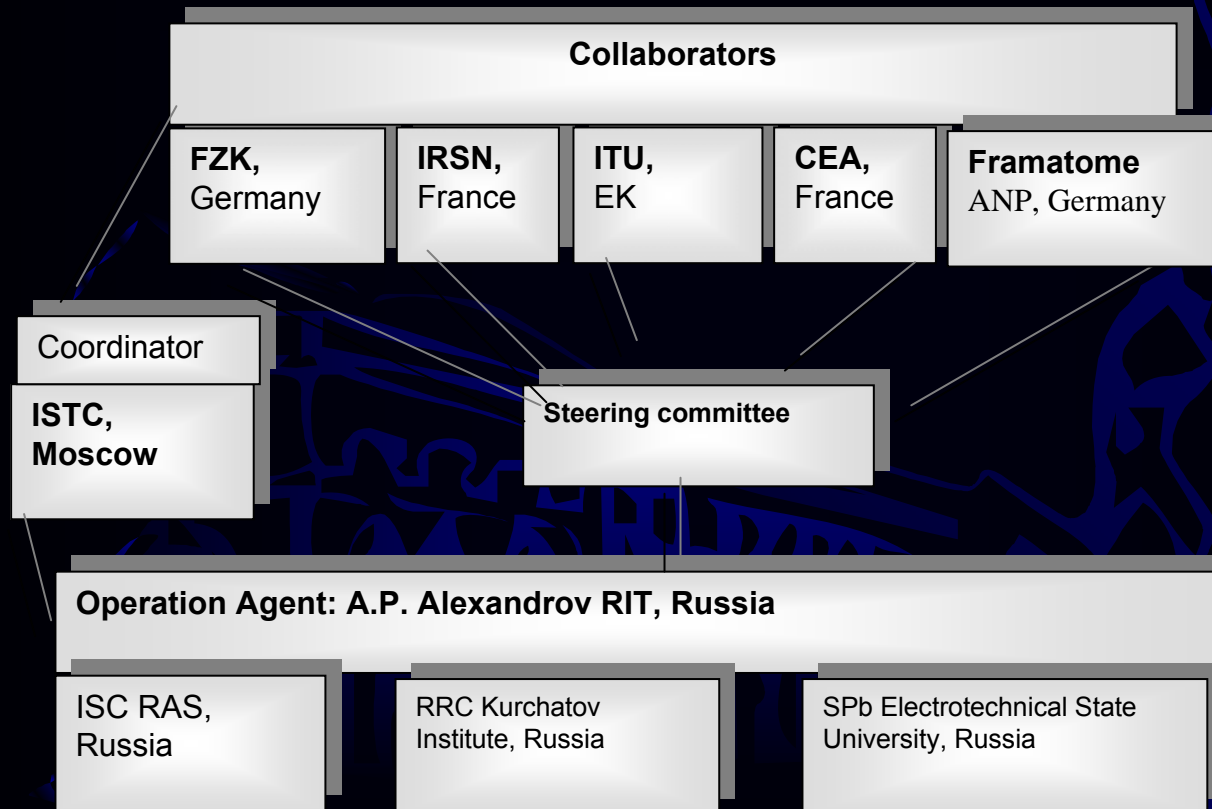 Collaborators
FZK,
Germany
IRSN,
France
ITU,
EK
CEA,
France
Framatome
ANP, Germany
Coordinator
ISTC,
Moscow
Steering committee
Operation Agent: A.P. Alexandrov RIT, Russia
ISC RAS,
Russia
RRC Kurchatov
Institute, Russia
SPb Electrotechnical State
University, Russia